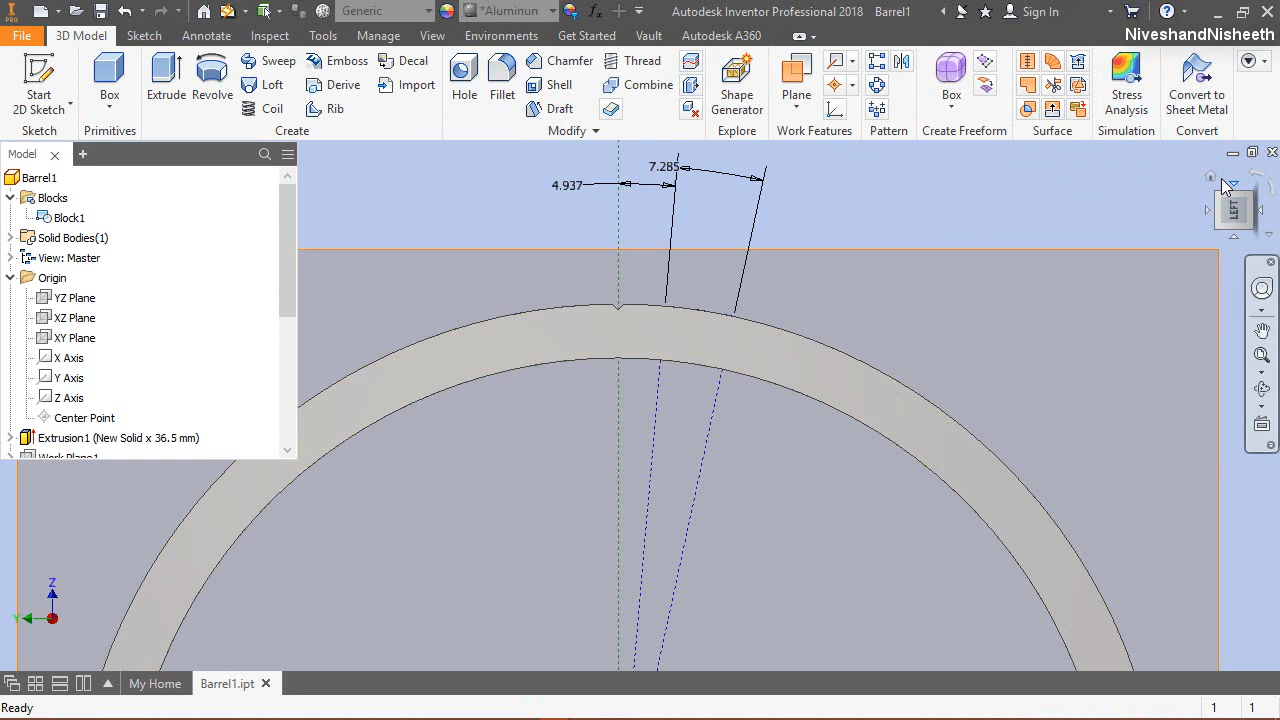 PRO
Generic
*Aluminum
Autodesk Inventor Professional 2018 Barrel1
Sign In
File 3D Model Sketch Annotate Inspect Tools Manage View Environments Get Started Vault Autodesk A360
NiveshandNisheeth
Start 2D Sketch
Box
Extrude
Revolve
Sweep
Loft
Coil
Emboss
Derive
Rib
Decal
Import
Hole
Fillet
Chamfer
Shell
Draft
Thread
Combine
Shape Generator
Plane
Box
Stress Analysis
Convert to Sheet Metal
Sketch Primitives Create Modify Explore Work Features Pattern Create Freeform Surface Simulation Convert
Model
Barrel1
Blocks
Block1
Solid Bodies(1)
View: Master
Origin
YZ Plane
XZ Plane
XY Plane
X Axis
Y Axis
Z Axis
Center Point
Extrusion1 (New Solid x 36.5 mm)
Work Plane1
7.285
4.937
LEFT
Z
Y
My Home Barrel1.ipt
Ready 1 1